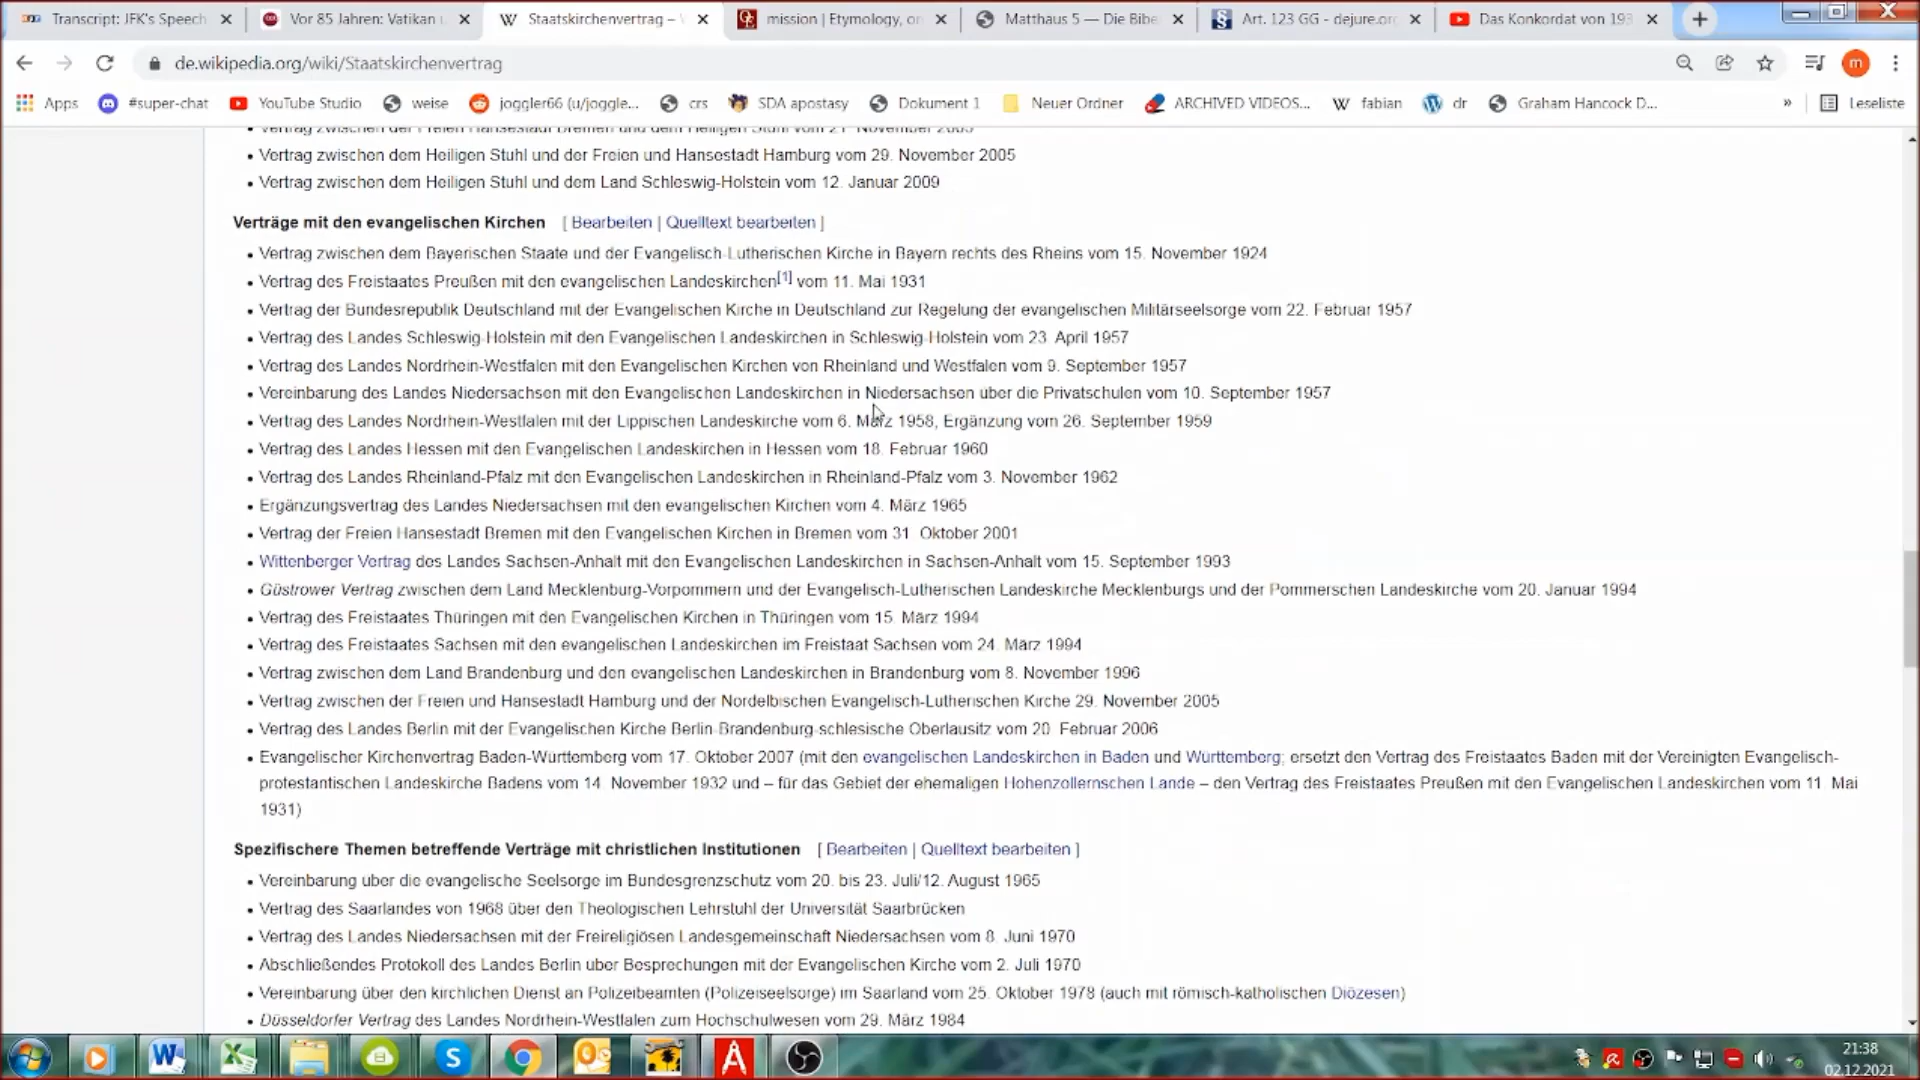 Transcript: JFK's Speech
Vor 85 Jahren: Vatikan
Staatskirchenvertrag –
mission | Etymology, or
Matthäus 5 — Die Bibe
Art. 123 GG - dejure.or
Das Konkordat von 193
de.wikipedia.org/wiki/Staatskirchenvertrag
m
Apps
#super-chat
YouTube Studio
weise
joggler66 (u/joggle...
crs
SDA apostasy
Dokument 1
Neuer Ordner
ARCHIVED VIDEOS...
fabian
dr
Graham Hancock D...
»
Leseliste
Vertrag zwischen der Freien Hansestadt Bremen und dem Heiligen Stuhl vom 21. November 2003
• Vertrag zwischen dem Heiligen Stuhl und der Freien und Hansestadt Hamburg vom 29. November 2005
• Vertrag zwischen dem Heiligen Stuhl und dem Land Schleswig-Holstein vom 12. Januar 2009
Verträge mit den evangelischen Kirchen [ Bearbeiten | Quelltext bearbeiten ]
• Vertrag zwischen dem Bayerischen Staate und der Evangelisch-Lutherischen Kirche in Bayern rechts des Rheins vom 15. November 1924
• Vertrag des Freistaates Preußen mit den evangelischen Landeskirchen[1] vom 11. Mai 1931
• Vertrag der Bundesrepublik Deutschland mit der Evangelischen Kirche in Deutschland zur Regelung der evangelischen Militärseelsorge vom 22. Februar 1957
• Vertrag des Landes Schleswig-Holstein mit den Evangelischen Landeskirchen in Schleswig-Holstein vom 23. April 1957
• Vertrag des Landes Nordrhein-Westfalen mit den Evangelischen Kirchen von Rheinland und Westfalen vom 9. September 1957
• Vereinbarung des Landes Niedersachsen mit den Evangelischen Landeskirchen in Niedersachsen über die Privatschulen vom 10. September 1957
• Vertrag des Landes Nordrhein-Westfalen mit der Lippischen Landeskirche vom 6. März 1958, Ergänzung vom 26. September 1959
• Vertrag des Landes Hessen mit den Evangelischen Landeskirchen in Hessen vom 18. Februar 1960
• Vertrag des Landes Rheinland-Pfalz mit den Evangelischen Landeskirchen in Rheinland-Pfalz vom 3. November 1962
• Ergänzungsvertrag des Landes Niedersachsen mit den evangelischen Kirchen vom 4. März 1965
• Vertrag der Freien Hansestadt Bremen mit den Evangelischen Kirchen in Bremen vom 31. Oktober 2001
• Wittenberger Vertrag des Landes Sachsen-Anhalt mit den Evangelischen Landeskirchen in Sachsen-Anhalt vom 15. September 1993
• Güstrower Vertrag zwischen dem Land Mecklenburg-Vorpommern und der Evangelisch-Lutherischen Landeskirche Mecklenburgs und der Pommerschen Landeskirche vom 20. Januar 1994
• Vertrag des Freistaates Thüringen mit den Evangelischen Kirchen in Thüringen vom 15. März 1994
• Vertrag des Freistaates Sachsen mit den evangelischen Landeskirchen im Freistaat Sachsen vom 24. März 1994
• Vertrag zwischen dem Land Brandenburg und den evangelischen Landeskirchen in Brandenburg vom 8. November 1996
• Vertrag zwischen der Freien und Hansestadt Hamburg und der Nordelbischen Evangelisch-Lutherischen Kirche 29. November 2005
• Vertrag des Landes Berlin mit der Evangelischen Kirche Berlin-Brandenburg-schlesische Oberlausitz vom 20. Februar 2006
• Evangelischer Kirchenvertrag Baden-Württemberg vom 17. Oktober 2007 (mit den evangelischen Landeskirchen in Baden und Württemberg; ersetzt den Vertrag des Freistaates Baden mit der Vereinigten Evangelisch-
protestantischen Landeskirche Badens vom 14. November 1932 und – für das Gebiet der ehemaligen Hohenzollernschen Lande – den Vertrag des Freistaates Preußen mit den Evangelischen Landeskirchen vom 11. Mai
1931)
Spezifischere Themen betreffende Verträge mit christlichen Institutionen [ Bearbeiten | Quelltext bearbeiten ]
• Vereinbarung über die evangelische Seelsorge im Bundesgrenzschutz vom 20. bis 23. Juli/12. August 1965
• Vertrag des Saarlandes von 1968 über den Theologischen Lehrstuhl der Universität Saarbrücken
• Vertrag des Landes Niedersachsen mit der Freireligiösen Landesgemeinschaft Niedersachsen vom 8. Juni 1970
• Abschließendes Protokoll des Landes Berlin über Besprechungen mit der Evangelischen Kirche vom 2. Juli 1970
• Vereinbarung über den kirchlichen Dienst an Polizeibeamten (Polizeiseelsorge) im Saarland vom 25. Oktober 1978 (auch mit römisch-katholischen Diözesen)
• Düsseldorfer Vertrag des Landes Nordrhein-Westfalen zum Hochschulwesen vom 29. März 1984
21:38
02.12.2021